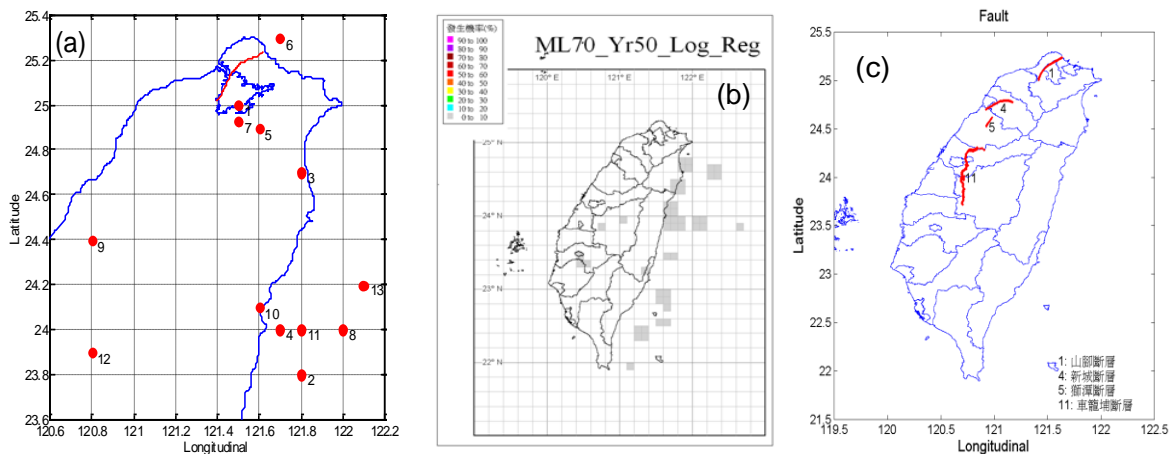 (a)
25.4
25.2
25
24.8
24.6
24.4
24.2
24
23.8
23.6
120.6 120.8 121 121.2 121.4 121.6 121.8 122 122.2
Latitude
Longitudinal
6
1
7
5
3
9
13
10
4
11
8
12
2
發生機率(%)
90 to 100
80 to 90
70 to 80
60 to 70
50 to 60
40 to 50
30 to 40
20 to 30
10 to 20
0 to 10
ML70_Yr50_Log_Reg
(b)
120° E 121° E 122° E
25° N
24° N
23° N
22° N
Fault
(c)
25.5
25
24.5
24
23.5
23
22.5
22
21.5
119.5 120 120.5 121 121.5 122 122.5
Latitude
Longitudinal
1
4
5
11
1: 山腳斷層
4: 新城斷層
5: 獅潭斷層
11: 車籠埔斷層